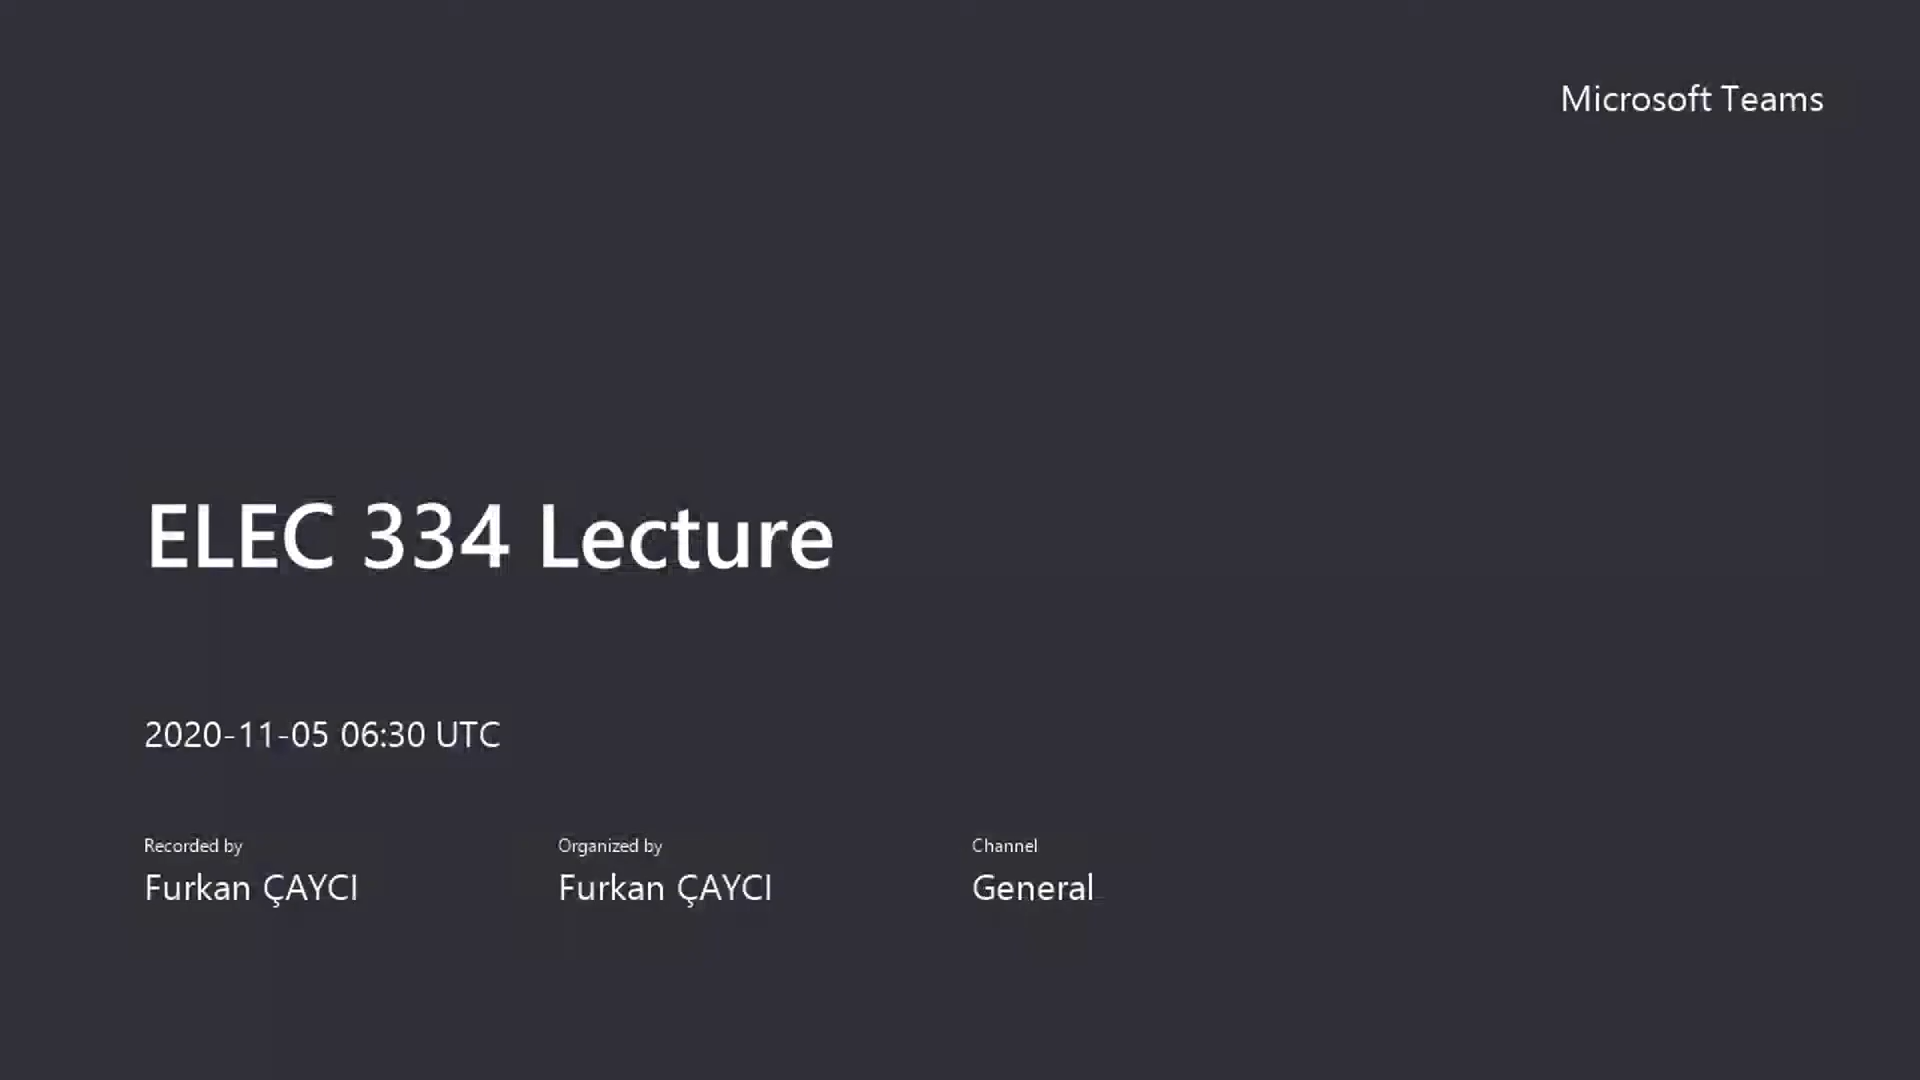 Microsoft Teams
ELEC 334 Lecture
2020-11-05 06:30 UTC
Recorded by
Furkan ÇAYCI
Organized by
Furkan ÇAYCI
Channel
General